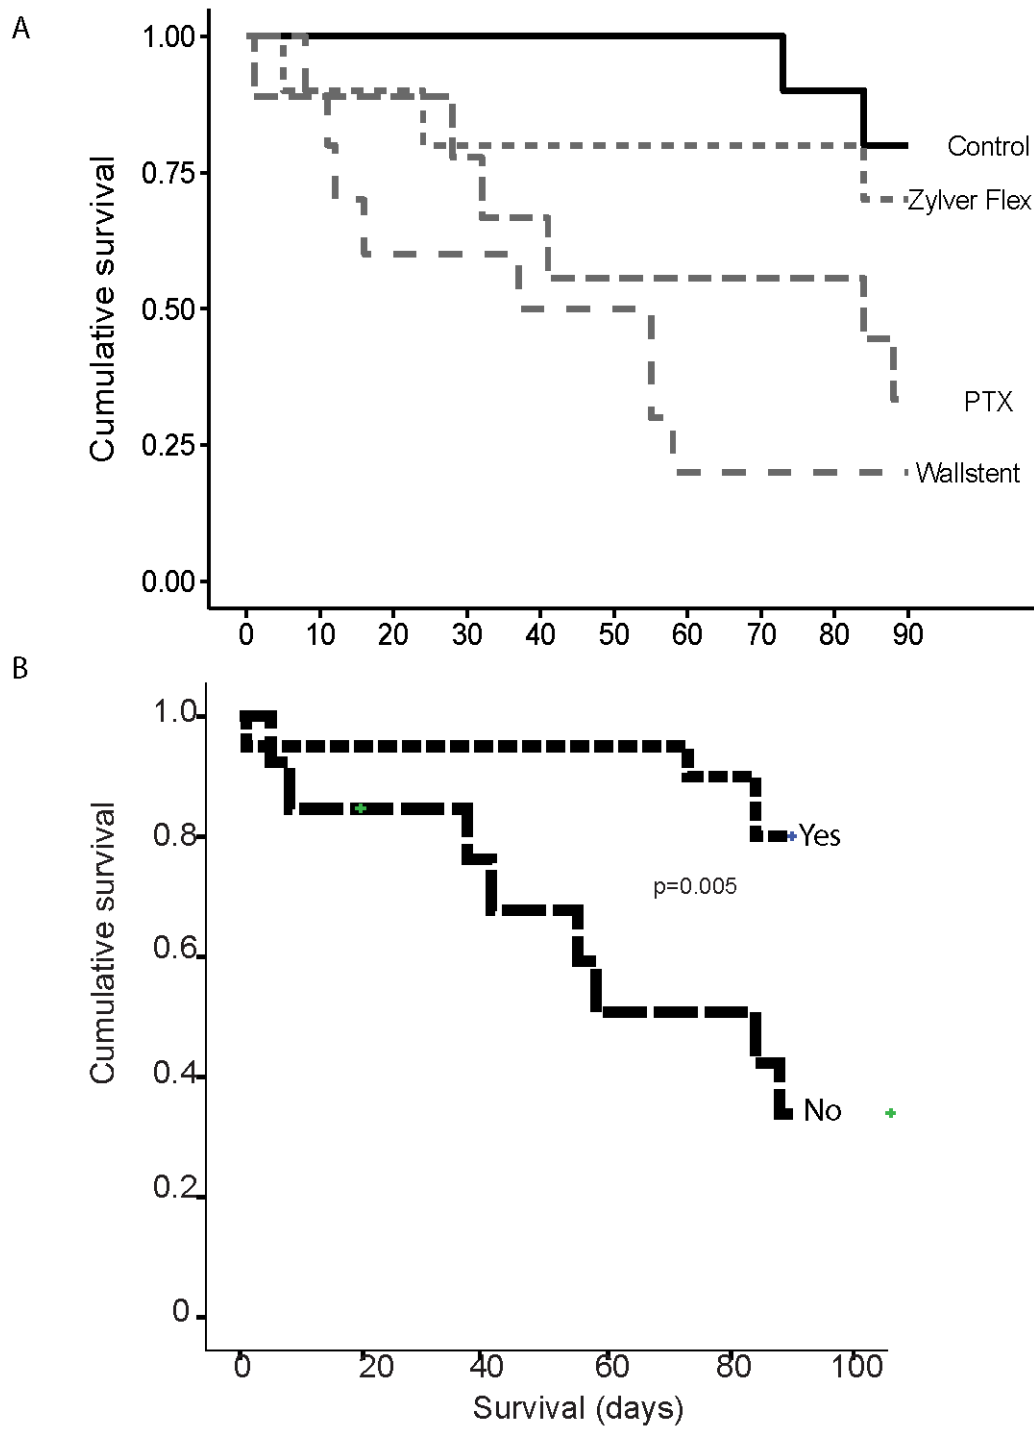 A
Cumulative survival
1.00
0.75
0.50
0.25
0.00
Control
Zylver Flex
PTX
Wallstent
0 10 20 30 40 50 60 70 80 90
B
Cumulative survival
1.0
0.8
0.6
0.4
0.2
0
Yes
p=0.005
No
0 20 40 60 80 100
Survival (days)